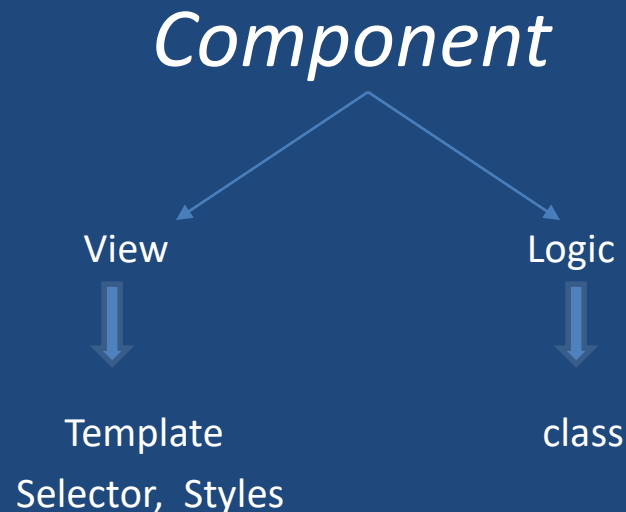 Component
View
Logic
Template
class
Selector, Styles